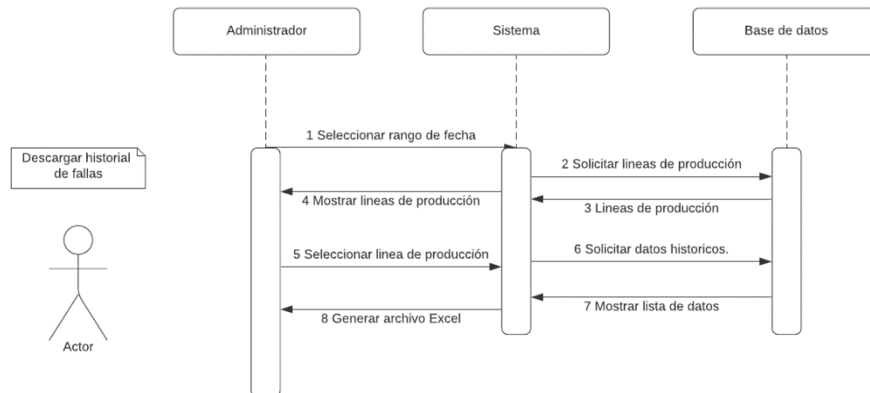 Administrador
Sistema
Base de datos
1 Seleccionar rango de fecha
Descargar historial
de fallas
2 Solicitar lineas de producción
3 Lineas de producción
4 Mostrar lineas de producción
5 Seleccionar linea de producción
6 Solicitar datos historicos.
7 Mostrar lista de datos
8 Generar archivo Excel
Actor